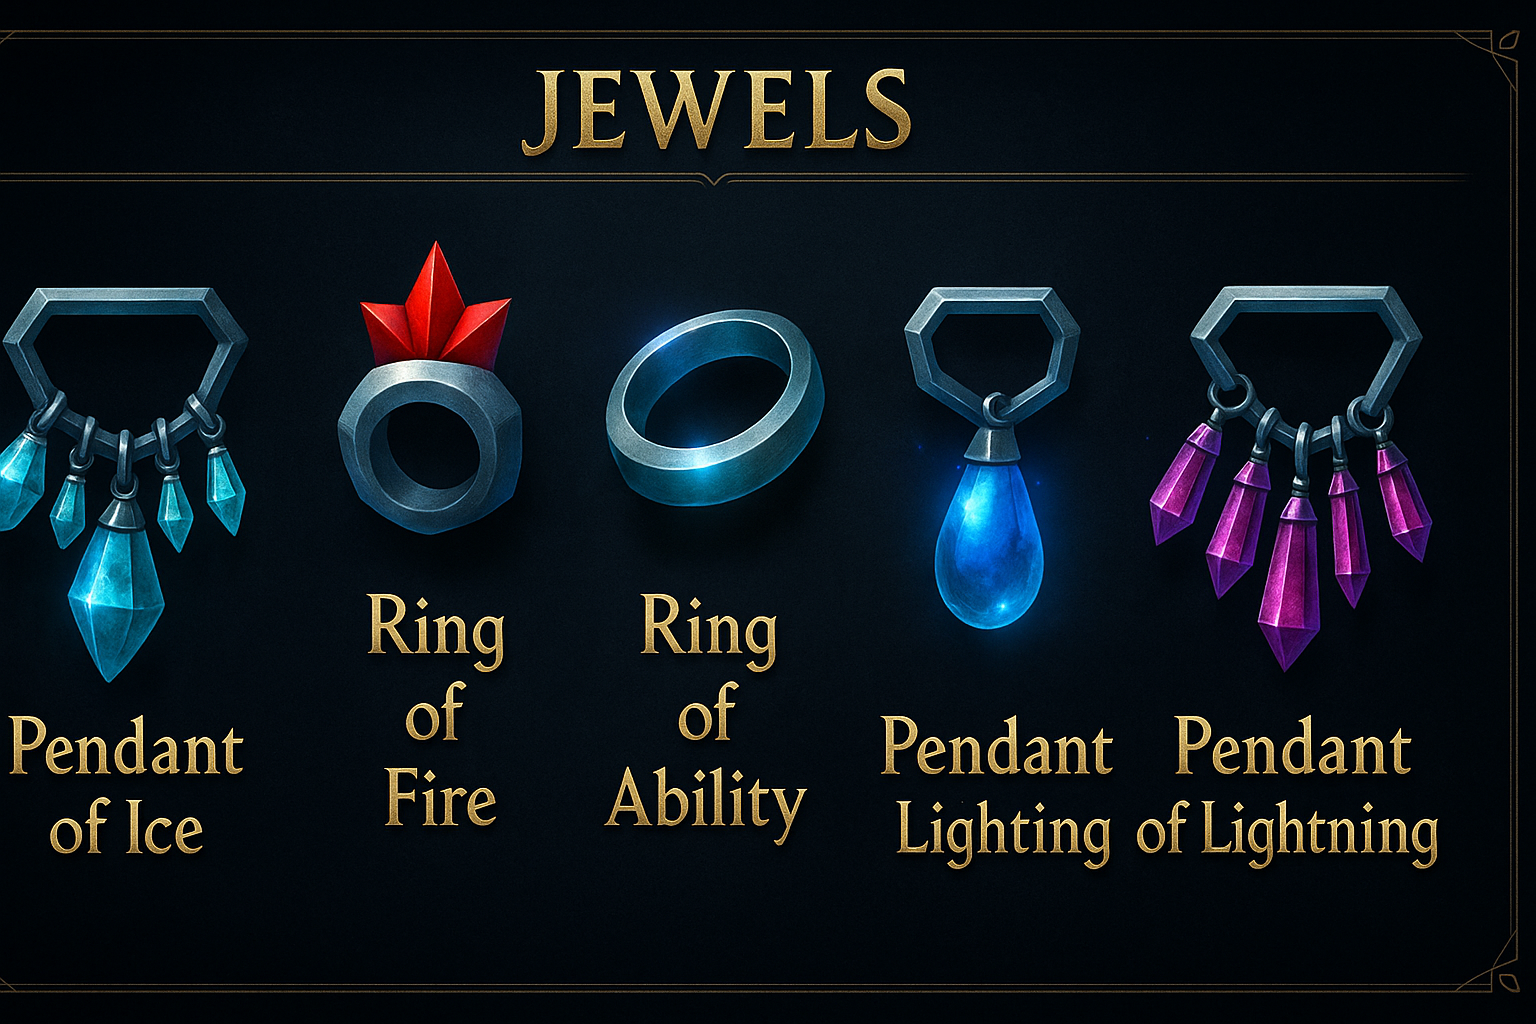 JEWELS
Pendant
of Ice
Ring
of
Fire
Ring
of
Ability
Pendant
Lighting
Pendant
of Lightning